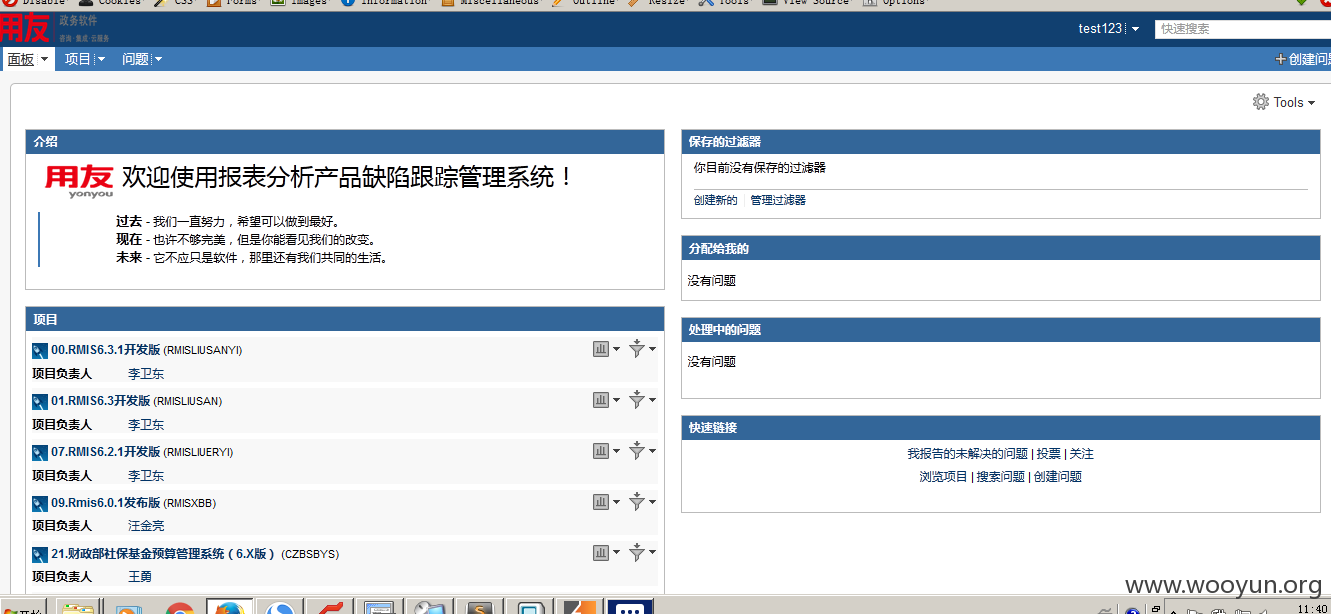 Disable Cookies CSS Forms Images Information Miscellaneous Outline Resize Tools View Source Options
用友 政务软件
咨询·集成·云服务
test123 快速搜索
面板 项目 问题 创建问题
Tools
介绍
用友 欢迎使用报表分析产品缺陷跟踪管理系统！
yonyou
过去 - 我们一直努力，希望可以做到最好。
现在 - 也许不够完美，但是你能看见我们的改变。
未来 - 它不应只是软件，那里还有我们共同的生活。
项目
00.RMIS6.3.1开发版 (RMISLIUSANYI)
项目负责人 李卫东
01.RMIS6.3开发版 (RMISLIUSAN)
项目负责人 李卫东
07.RMIS6.2.1开发版 (RMISLIUERYI)
项目负责人 李卫东
09.Rmis6.0.1发布版 (RMISXBB)
项目负责人 汪金亮
21.财政部社保基金预算管理系统（6.X版） (CZBSBYS)
项目负责人 王勇
保存的过滤器
你目前没有保存的过滤器
创建新的 管理过滤器
分配给我的
没有问题
处理中的问题
没有问题
快速链接
我报告的未解决的问题 | 投票 | 关注
浏览项目 | 搜索问题 | 创建问题
www.wooyun.org
开始 11:40